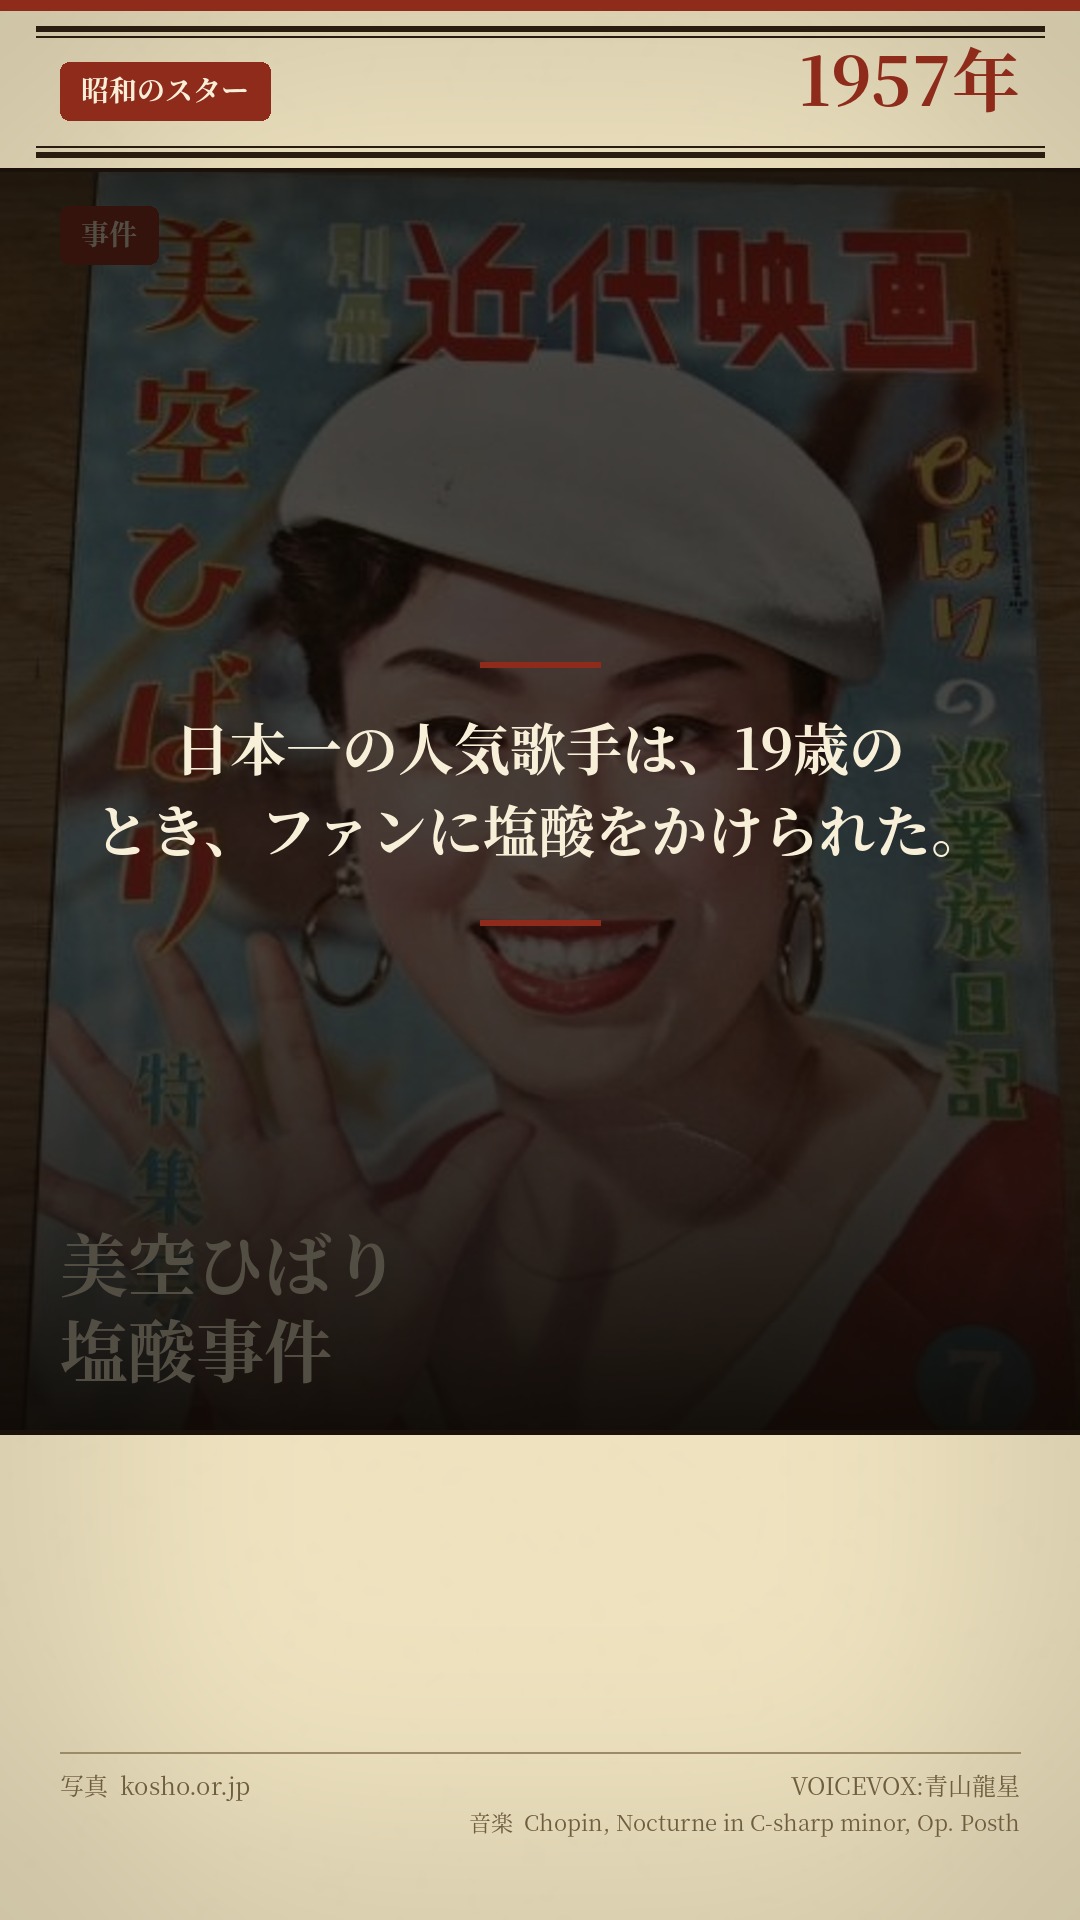 昭和のスター
1957年
事件
美空ひばり
別冊
近代映画
ひばりの巡業旅日記
日本一の人気歌手は、19歳の
とき、ファンに塩酸をかけられた。
特集
美空ひばり
塩酸事件
7
写真 kosho.or.jp
VOICEVOX:青山龍星
音楽 Chopin, Nocturne in C-sharp minor, Op. Posth